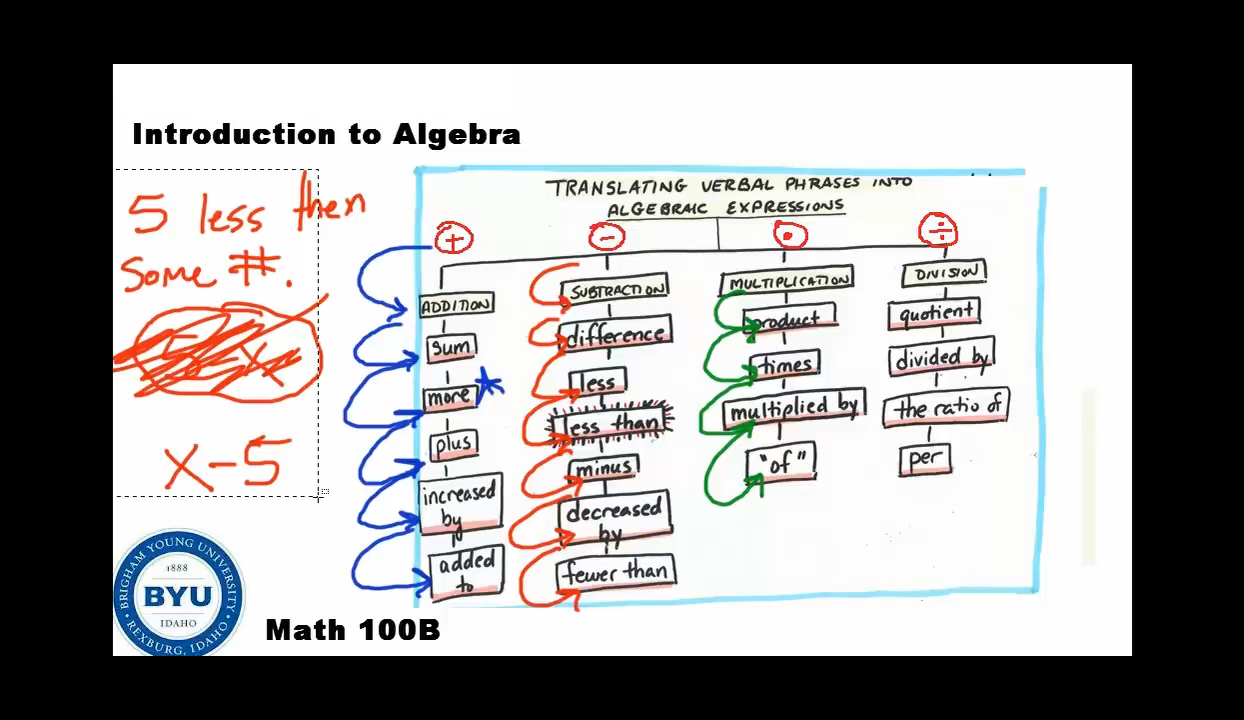 Introduction to Algebra
5 less then
some #.
5-x
x-5
TRANSLATING VERBAL PHRASES INTO
ALGEBRAIC EXPRESSIONS
+
ADDITION
sum
more
plus
increased
by
added
to
−
SUBTRACTION
difference
less
less than
minus
decreased
by
fewer than
•
MULTIPLICATION
product
times
multiplied by
"of"
÷
DIVISION
quotient
divided by
the ratio of
per
BRIGHAM YOUNG UNIVERSITY
1888
BYU
IDAHO
REXBURG, IDAHO
Math 100B